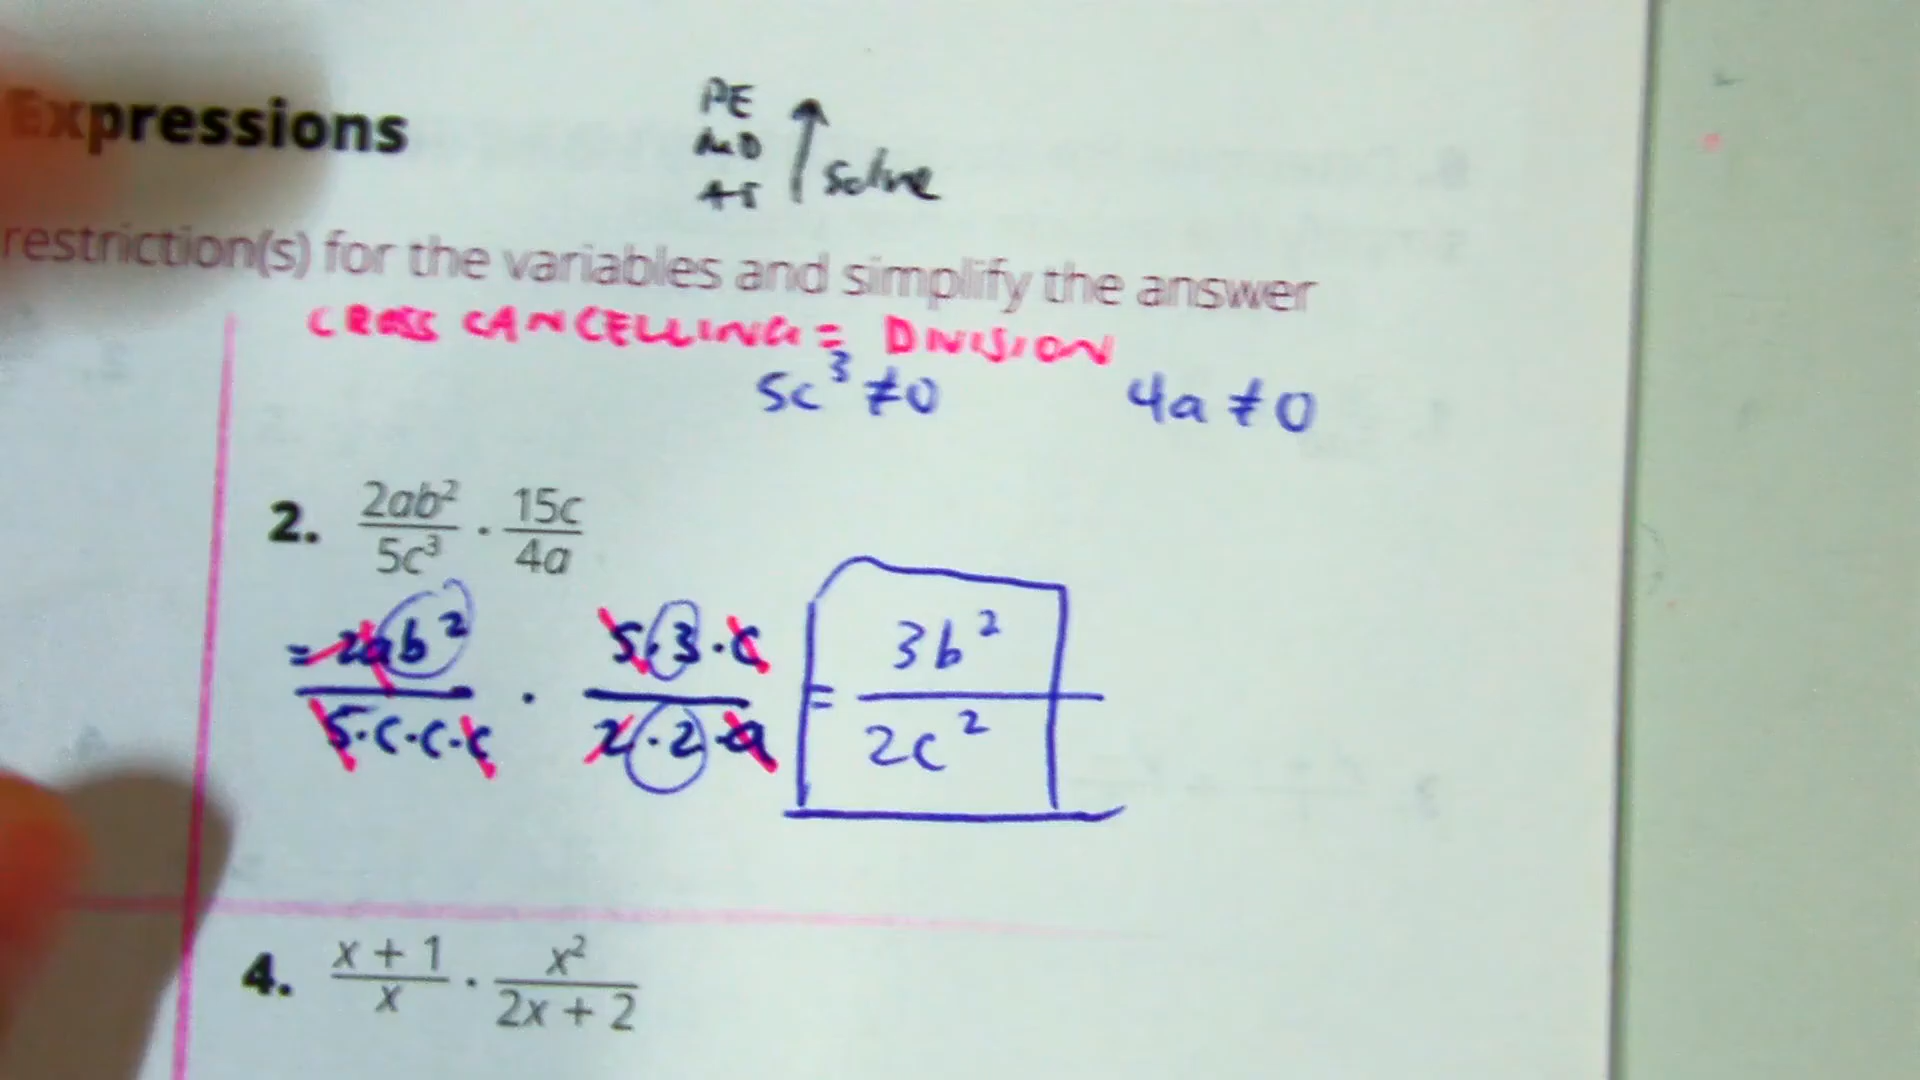 Expressions
PE
MD
AS
solve
restriction(s) for the variables and simplify the answer
CROSS CANCELLING = DIVISION
5c³ ≠ 0    4a ≠ 0
2. 2ab²/5c³ · 15c/4a
= 2ab²/5·c·c·c · 5·3·c/2·2·a = 3b²/2c²
4. x + 1/x · x²/2x + 2